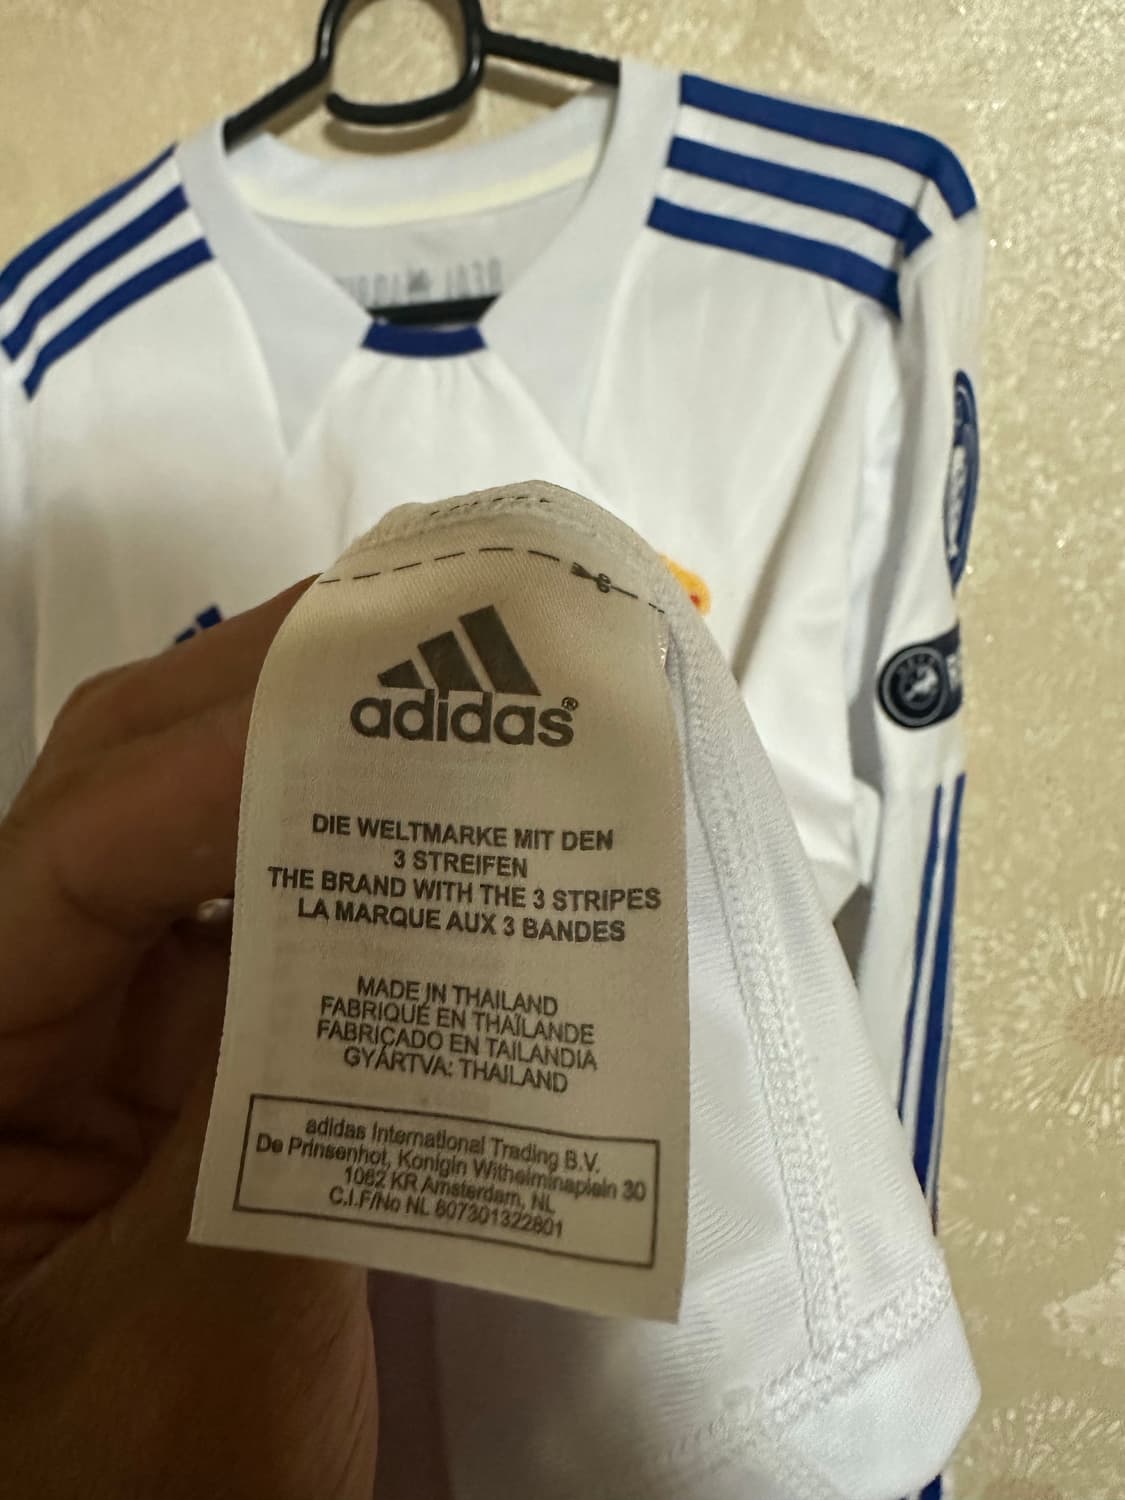 adidas®
DIE WELTMARKE MIT DEN
3 STREIFEN
THE BRAND WITH THE 3 STRIPES
LA MARQUE AUX 3 BANDES
MADE IN THAILAND
FABRIQUÉ EN THAÏLANDE
FABRICADO EN TAILANDIA
GYÁRTVA: THAILAND
adidas International Trading B.V.
De Prinsenhof, Konigin Wilhelminaplein 30
1062 KR Amsterdam, NL
C.I.F/No NL 807301322801